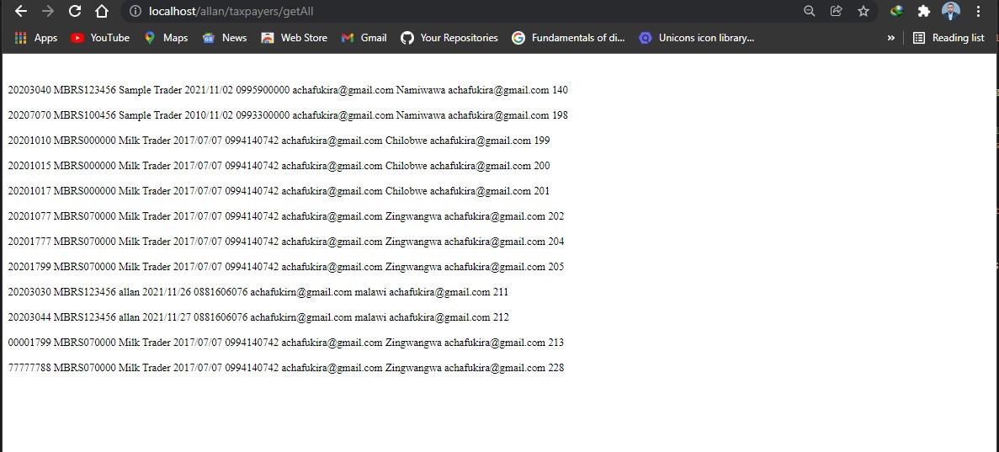 localhost/allan/taxpayers/getAll
Apps YouTube Maps News Web Store Gmail Your Repositories Fundamentals of di... Unicons icon library... » Reading list
20203040 MBRS123456 Sample Trader 2021/11/02 0995900000 achafukira@gmail.com Namiwawa achafukira@gmail.com 140
20207070 MBRS100456 Sample Trader 2010/11/02 0993300000 achafukira@gmail.com Namiwawa achafukira@gmail.com 198
20201010 MBRS000000 Milk Trader 2017/07/07 0994140742 achafukira@gmail.com Chilobwe achafukira@gmail.com 199
20201015 MBRS000000 Milk Trader 2017/07/07 0994140742 achafukira@gmail.com Chilobwe achafukira@gmail.com 200
20201017 MBRS000000 Milk Trader 2017/07/07 0994140742 achafukira@gmail.com Chilobwe achafukira@gmail.com 201
20201077 MBRS070000 Milk Trader 2017/07/07 0994140742 achafukira@gmail.com Zingwangwa achafukira@gmail.com 202
20201777 MBRS070000 Milk Trader 2017/07/07 0994140742 achafukira@gmail.com Zingwangwa achafukira@gmail.com 204
20201799 MBRS070000 Milk Trader 2017/07/07 0994140742 achafukira@gmail.com Zingwangwa achafukira@gmail.com 205
20203030 MBRS123456 allan 2021/11/26 0881606076 achafukirn@gmail.com malawi achafukira@gmail.com 211
20203044 MBRS123456 allan 2021/11/27 0881606076 achafukirn@gmail.com malawi achafukira@gmail.com 212
00001799 MBRS070000 Milk Trader 2017/07/07 0994140742 achafukira@gmail.com Zingwangwa achafukira@gmail.com 213
77777788 MBRS070000 Milk Trader 2017/07/07 0994140742 achafukira@gmail.com Zingwangwa achafukira@gmail.com 228